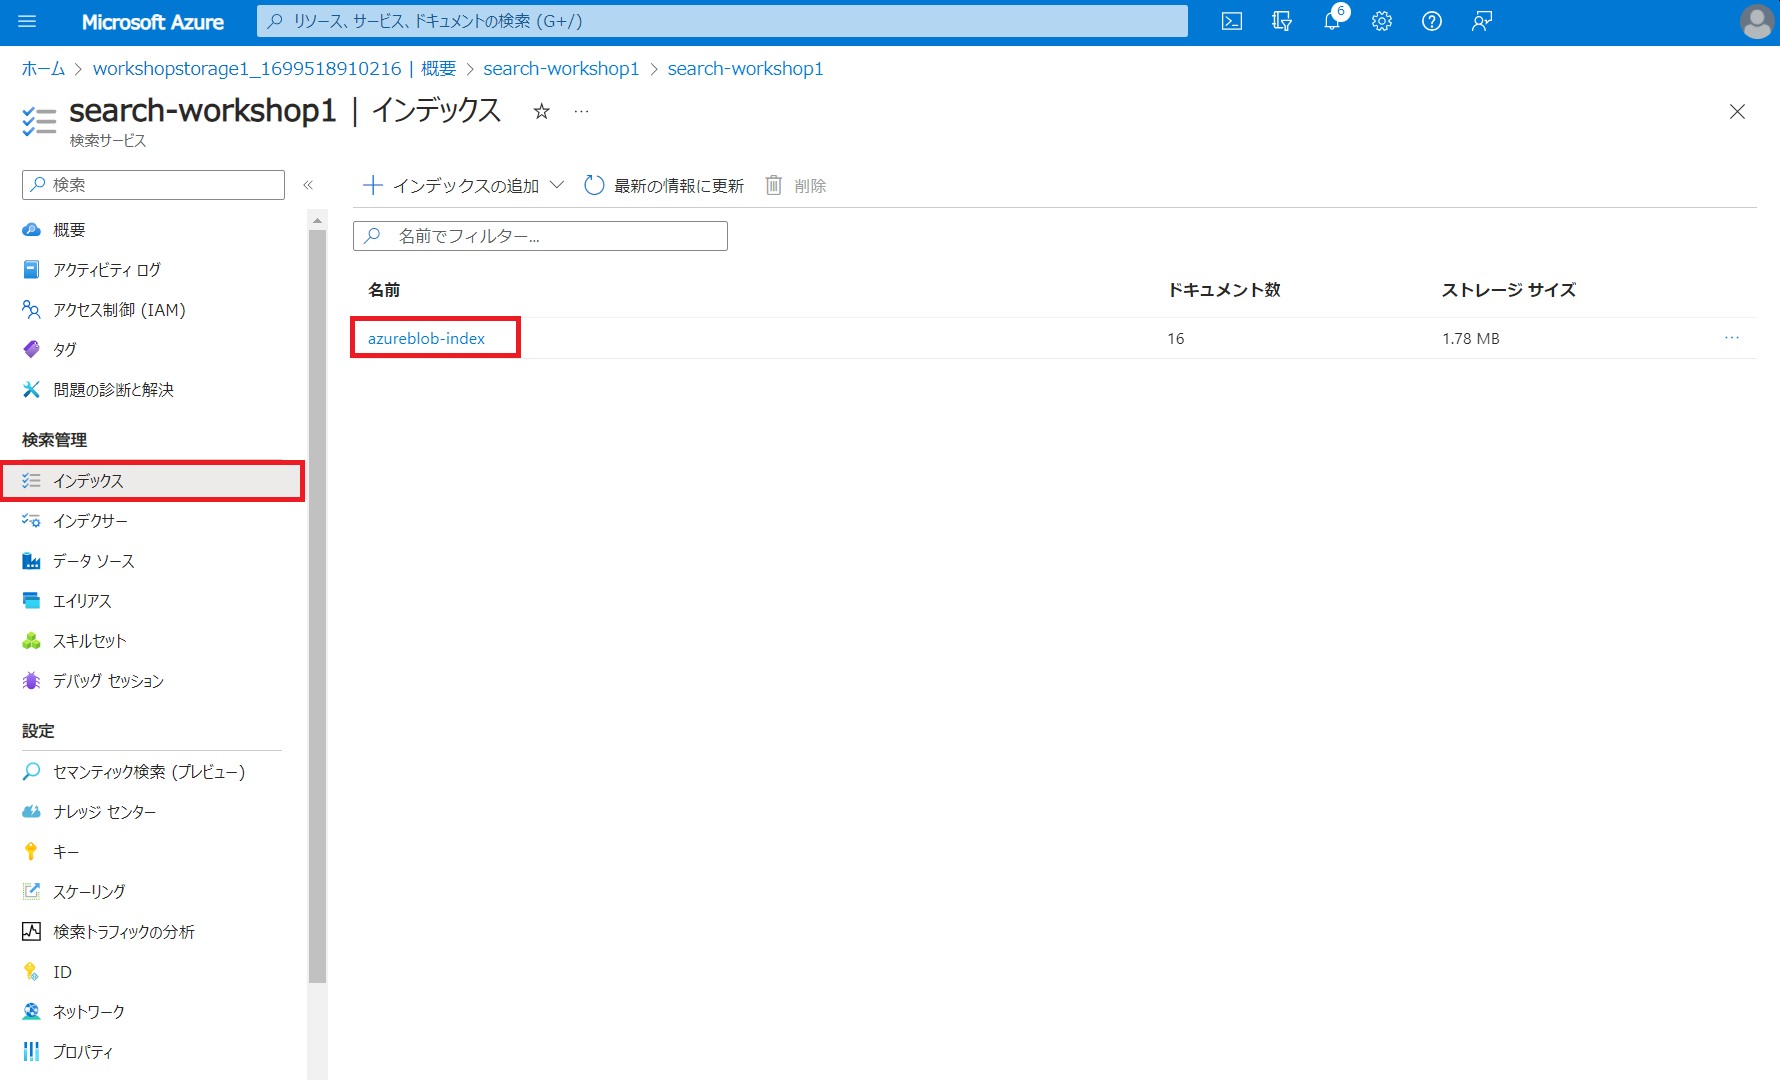 Microsoft Azure
リソース、サービス、ドキュメントの検索 (G+/)
6
ホーム > workshopstorage1_1699518910216 | 概要 > search-workshop1 > search-workshop1
search-workshop1 | インデックス ☆ …
検索サービス
検索 «
+ インデックスの追加 最新の情報に更新 削除
名前でフィルター...
名前 ドキュメント数 ストレージ サイズ
azureblob-index 16 1.78 MB …
概要
アクティビティ ログ
アクセス制御 (IAM)
タグ
問題の診断と解決
検索管理
インデックス
インデクサー
データ ソース
エイリアス
スキルセット
デバッグ セッション
設定
セマンティック検索 (プレビュー)
ナレッジ センター
キー
スケーリング
検索トラフィックの分析
ID
ネットワーク
プロパティ